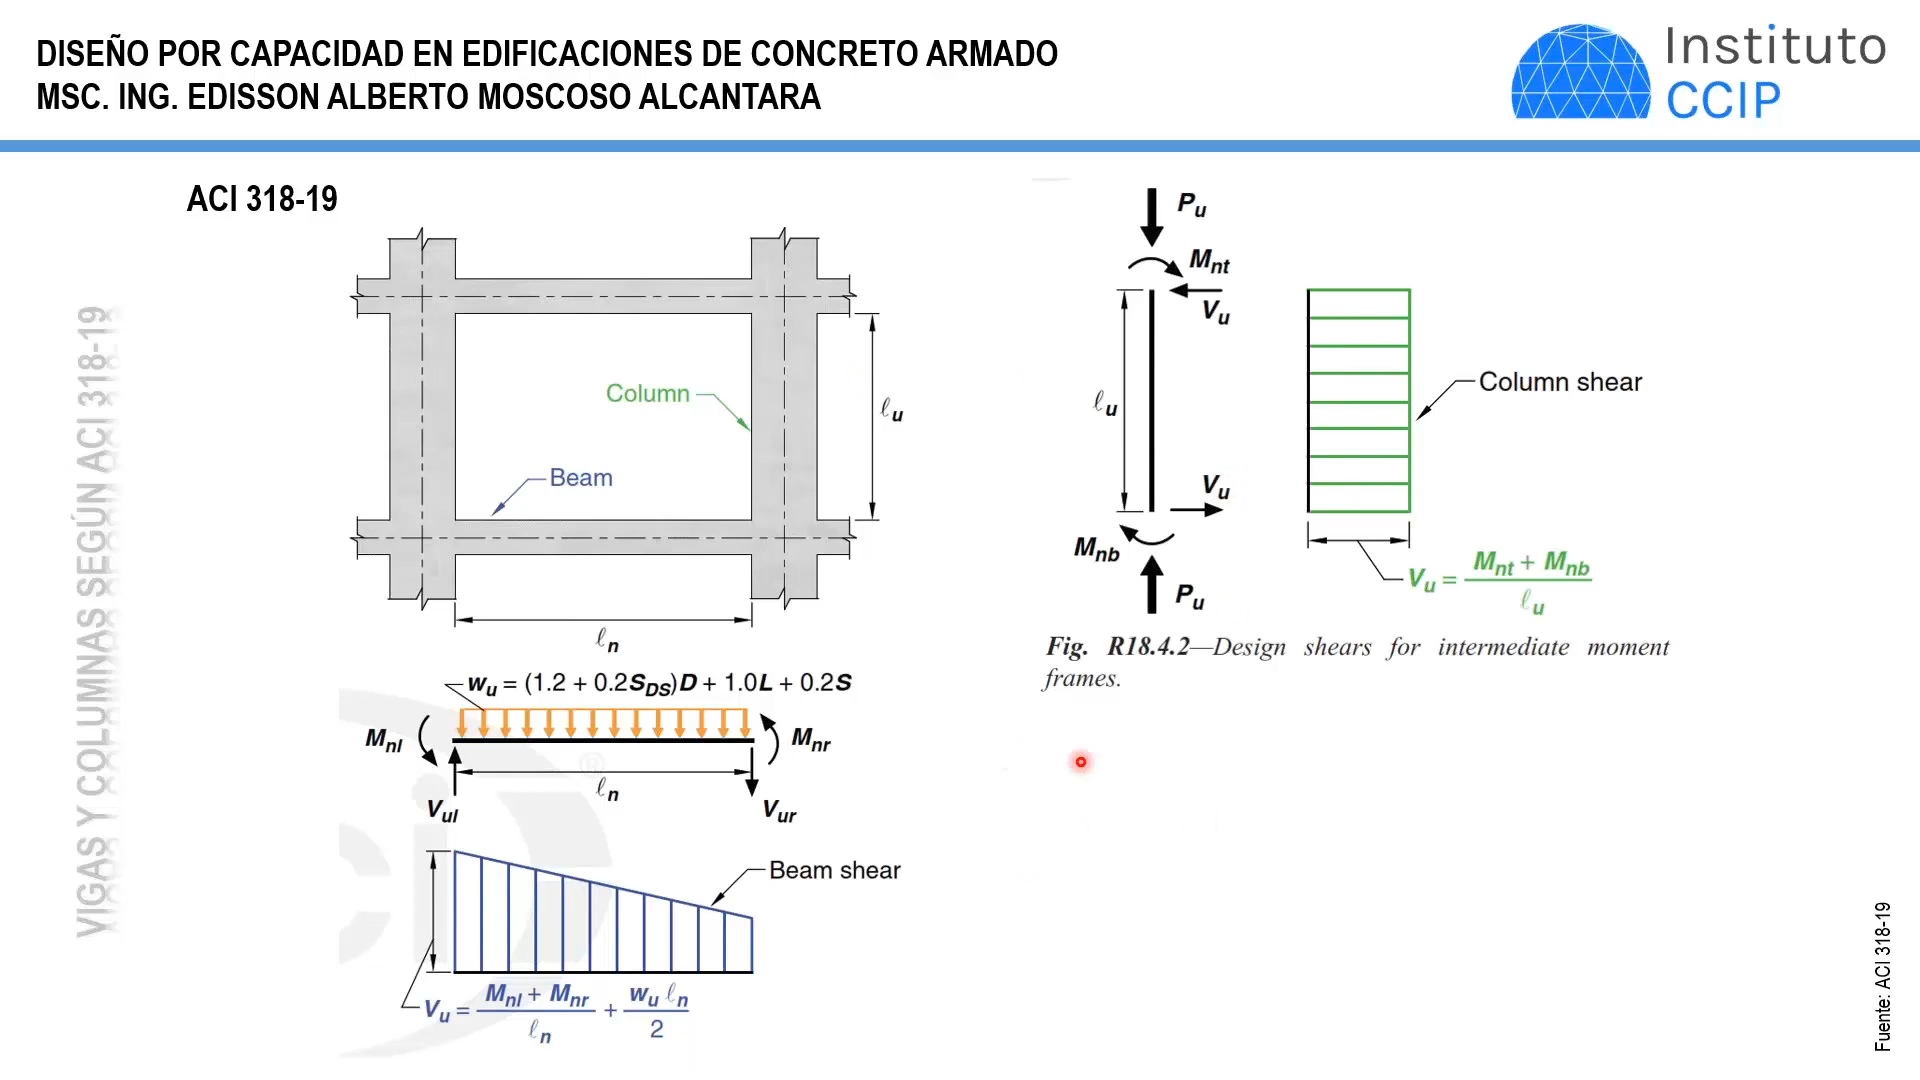 DISEÑO POR CAPACIDAD EN EDIFICACIONES DE CONCRETO ARMADO
MSC. ING. EDISSON ALBERTO MOSCOSO ALCANTARA
Instituto
CCIP
VIGAS Y COLUMNAS SEGÚN ACI 318-19
ACI 318-19
Column
Beam
ℓu
ℓn
wu = (1.2 + 0.2SDS)D + 1.0L + 0.2S
Mnl
Mnr
ℓn
Vul
Vur
Beam shear
Vu = (Mnl + Mnr) / ℓn + wu ℓn / 2
Pu
Mnt
Vu
ℓu
Vu
Mnb
Pu
Column shear
Vu = (Mnt + Mnb) / ℓu
Fig. R18.4.2—Design shears for intermediate moment
frames.
Fuente: ACI 318-19